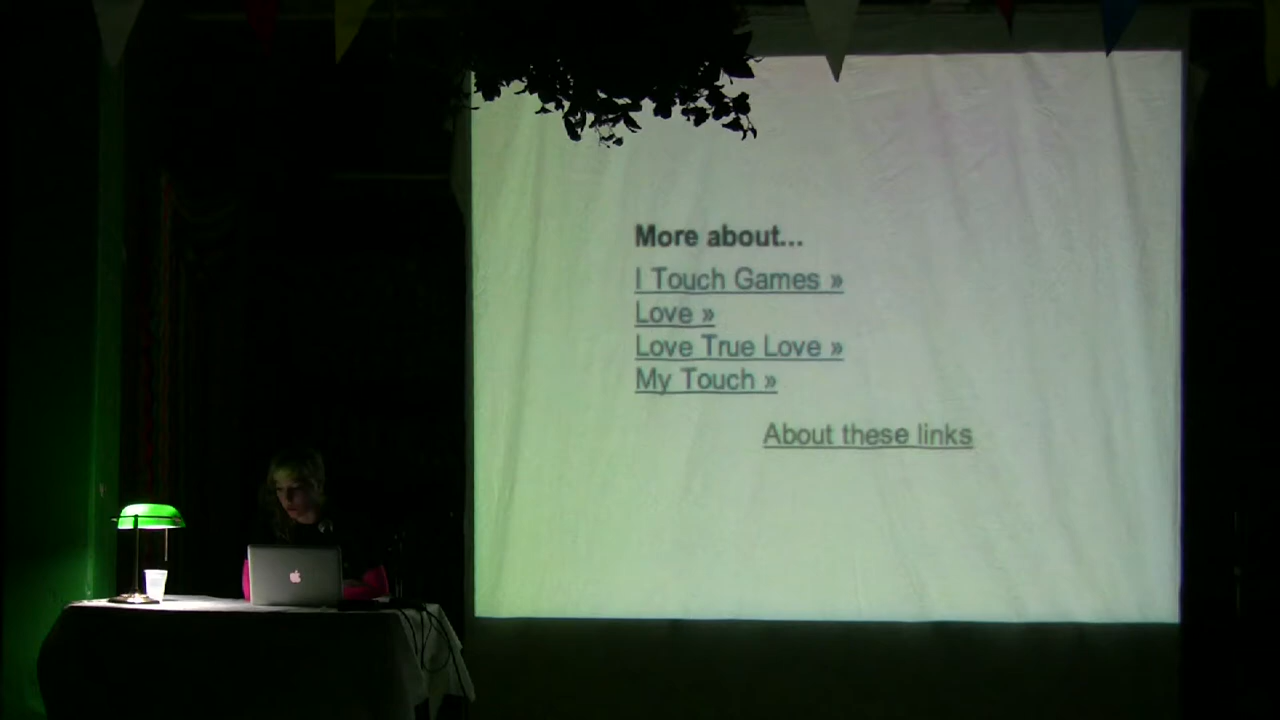 More about...
I Touch Games »
Love »
Love True Love »
My Touch »
About these links